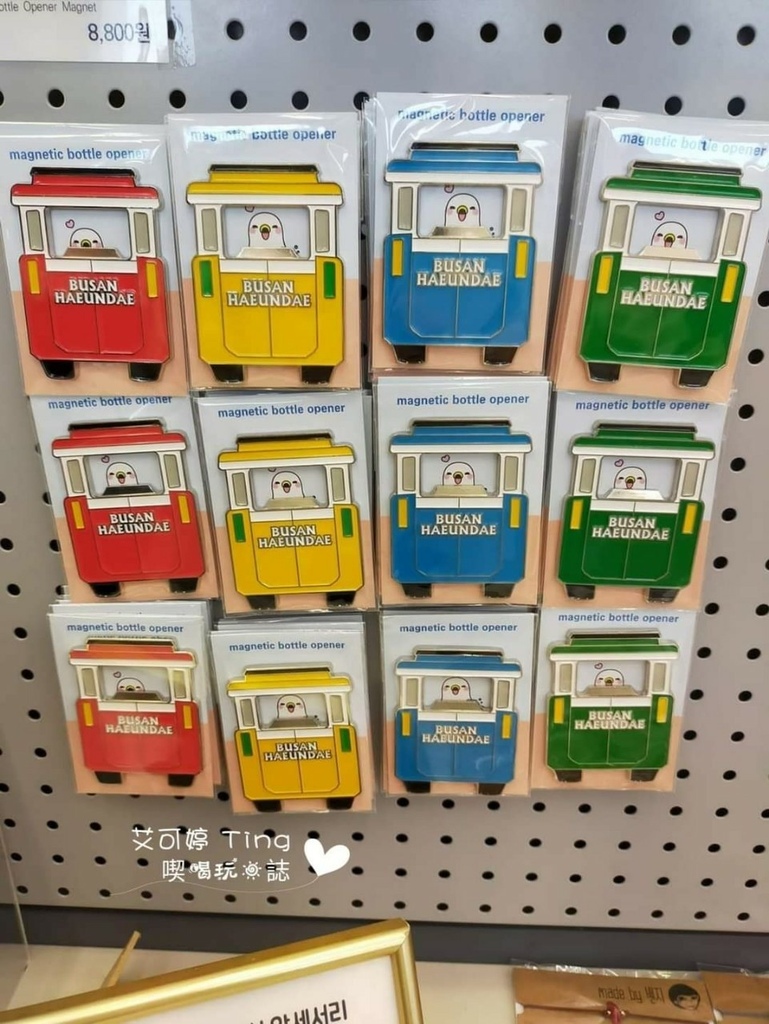 ottle Opener Magnet
8,800원
magnetic bottle opener
magnetic bottle opener
magnetic bottle opener
magnetic bottle opener
BUSAN
HAEUNDAE
BUSAN
HAEUNDAE
BUSAN
HAEUNDAE
BUSAN
HAEUNDAE
magnetic bottle opener
magnetic bottle opener
magnetic bottle opener
magnetic bottle opener
BUSAN
HAEUNDAE
BUSAN
HAEUNDAE
BUSAN
HAEUNDAE
BUSAN
HAEUNDAE
magnetic bottle opener
magnetic bottle opener
magnetic bottle opener
magnetic bottle opener
BUSAN
HAEUNDAE
BUSAN
HAEUNDAE
BUSAN
HAEUNDAE
BUSAN
HAEUNDAE
艾可婷 Ting
喫喝玩樂誌
made by